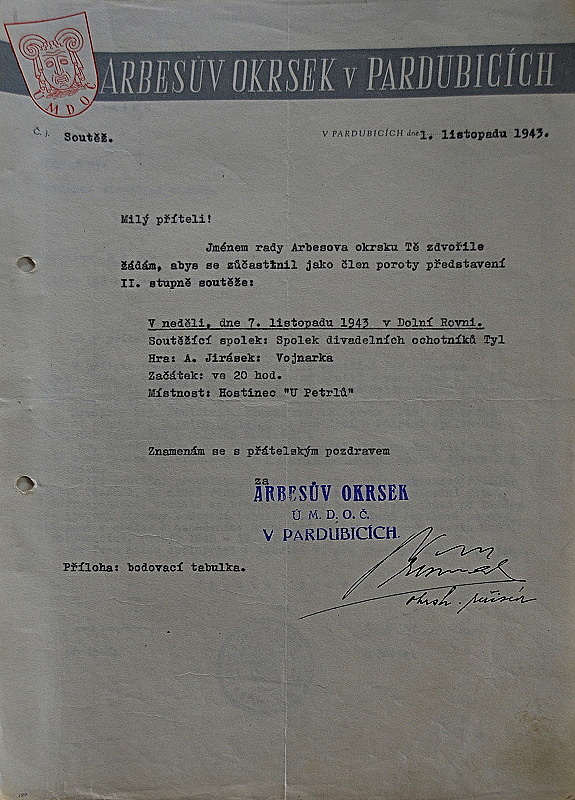 ÚMDOČ
ARBESŮV OKRSEK V PARDUBICÍCH
Č. j. Soutěž.
V PARDUBICÍCH dne 1. listopadu 1943.
Milý příteli!
Jménem rady Arbesova okrsku Tě zdvořile
žádám, abys se zúčastnil jako člen poroty představení
II. stupně soutěže:
V neděli, dne 7. listopadu 1943 v Dolní Rovni.
Soutěžící spolek: Spolek divadelních ochotníků Tyl
Hra: A. Jirásek: Vojnarka
Začátek: ve 20 hod.
Místnost: Hostinec "U Petrlů"
Znamenám se s přátelským pozdravem
za
ARBESŮV OKRSEK
Ú. M. D. O. Č.
V PARDUBICÍCH.
Příloha: bodovací tabulka.
okrsk. režisér